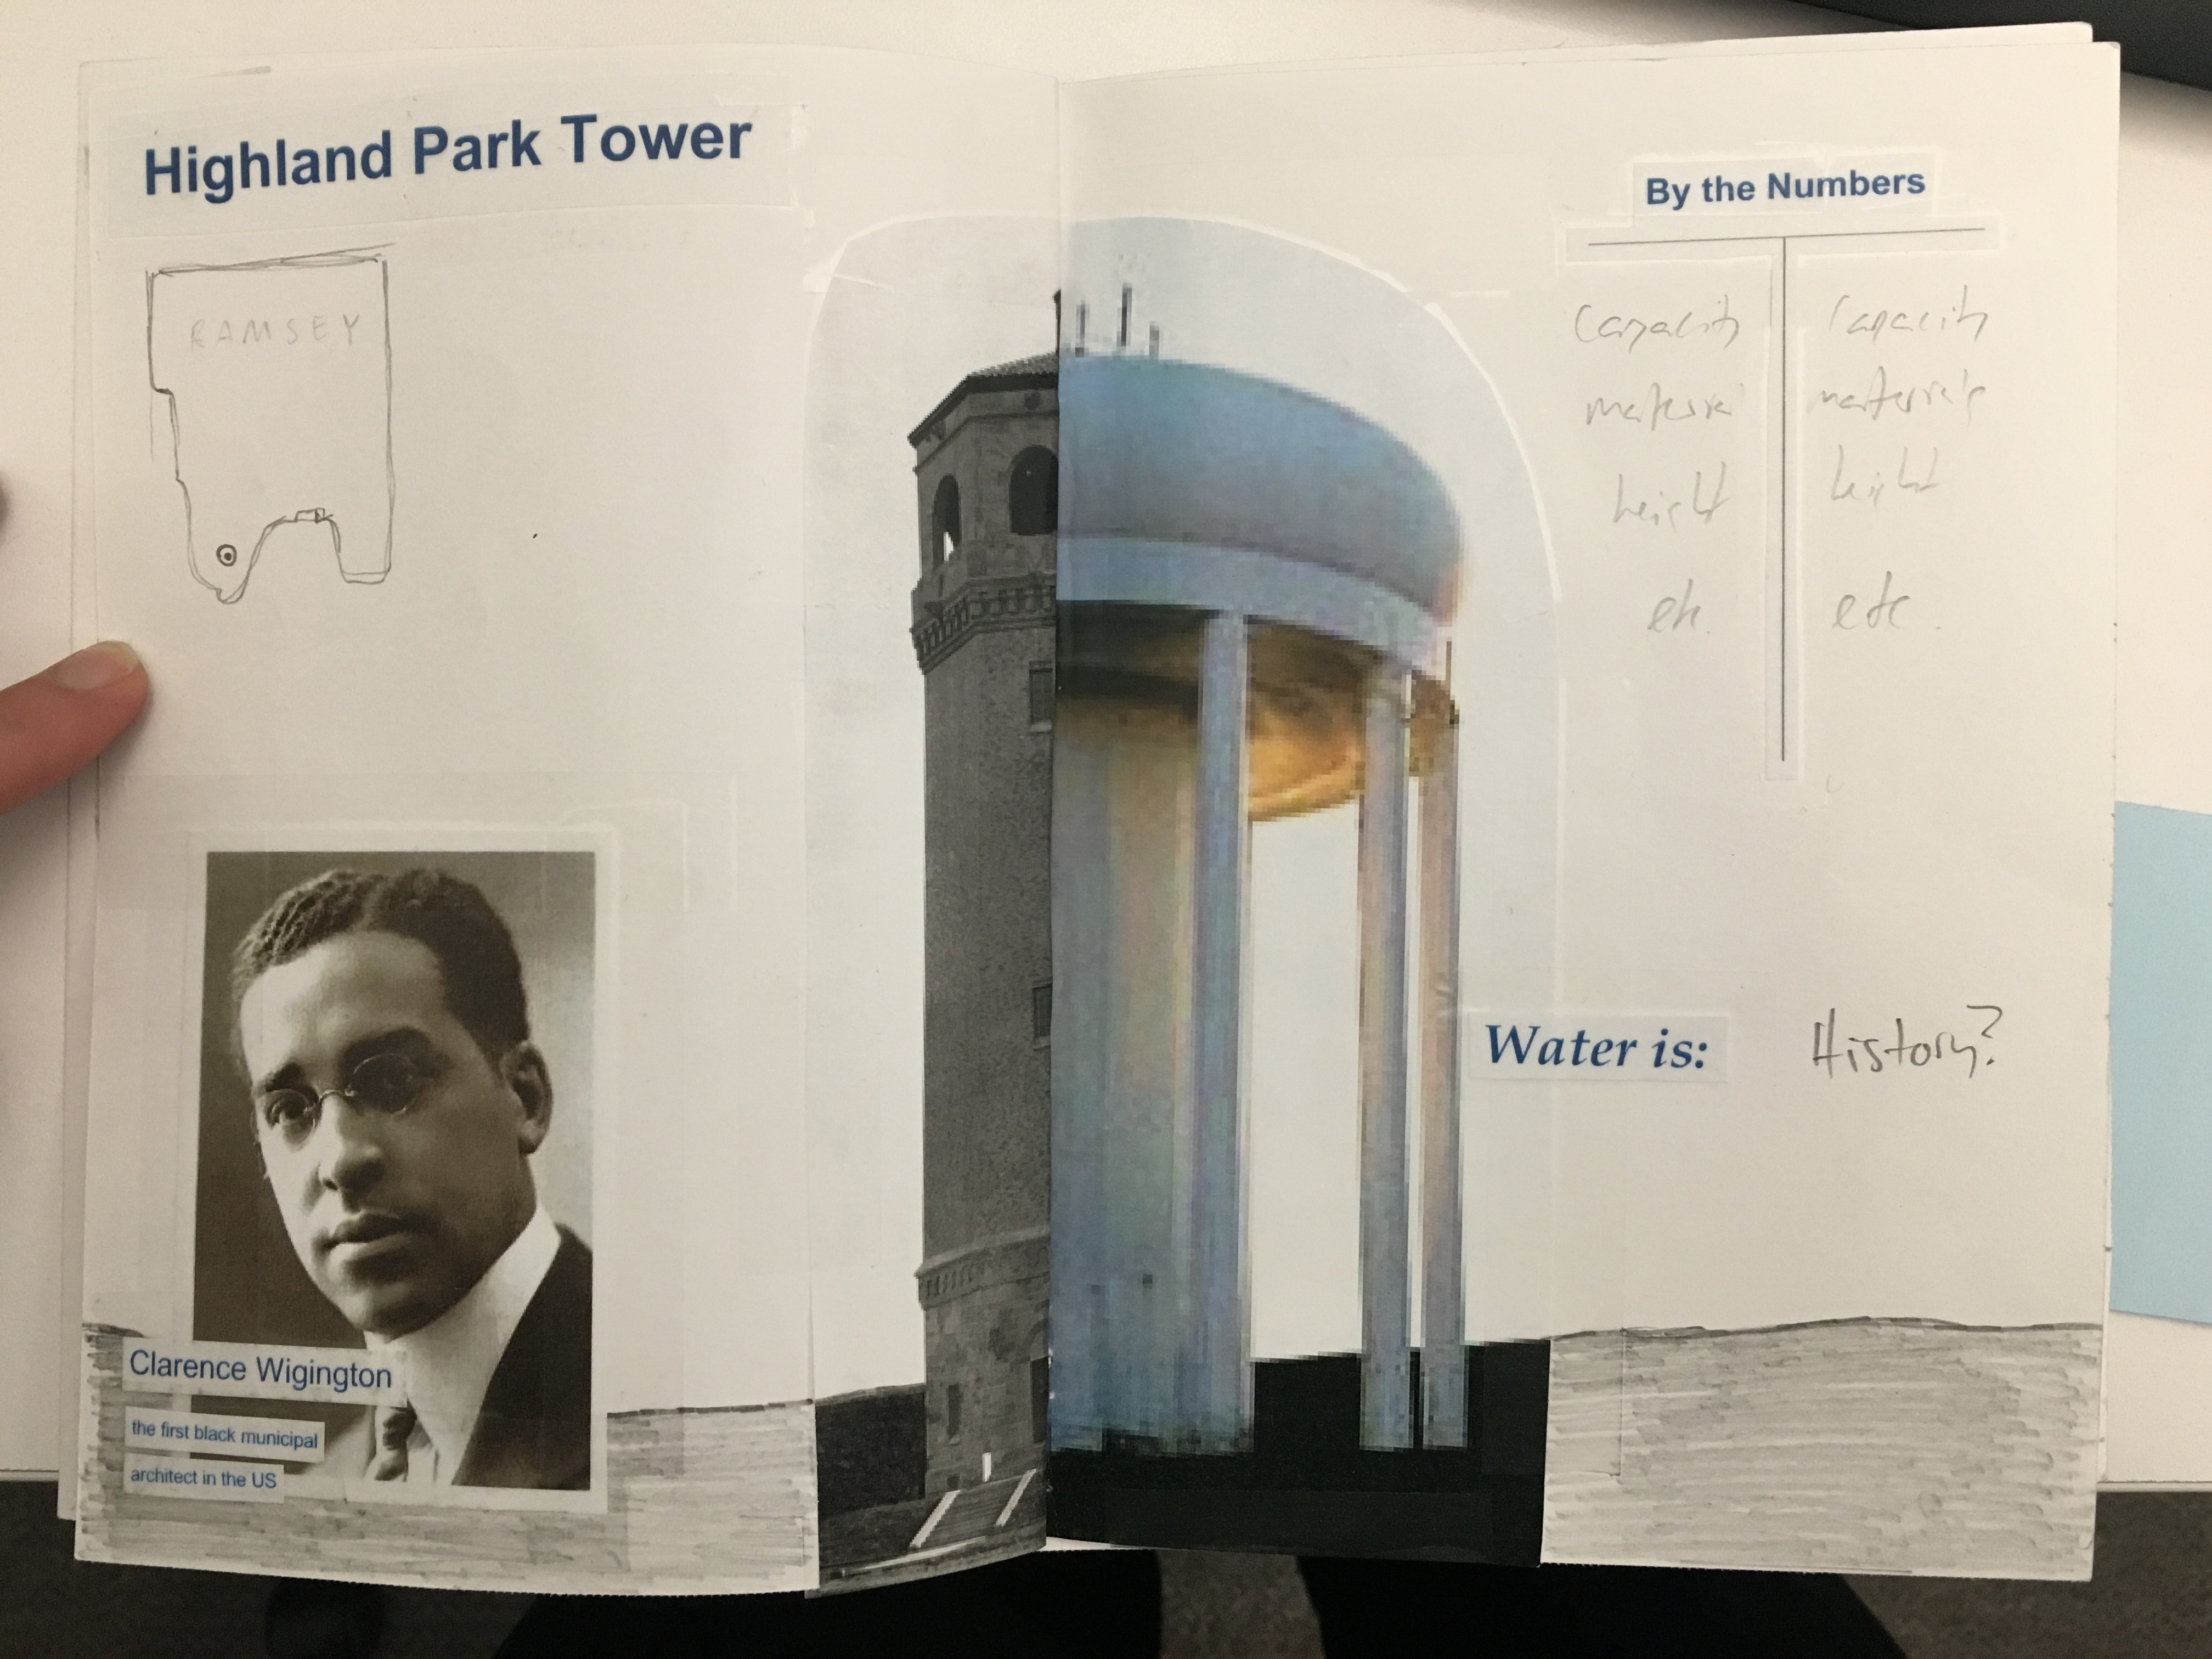 Highland Park Tower
RAMSEY
Clarence Wigington
the first black municipal
architect in the US
By the Numbers
Capacity Capacity
material materials
height height
etc. etc.
Water is: History?